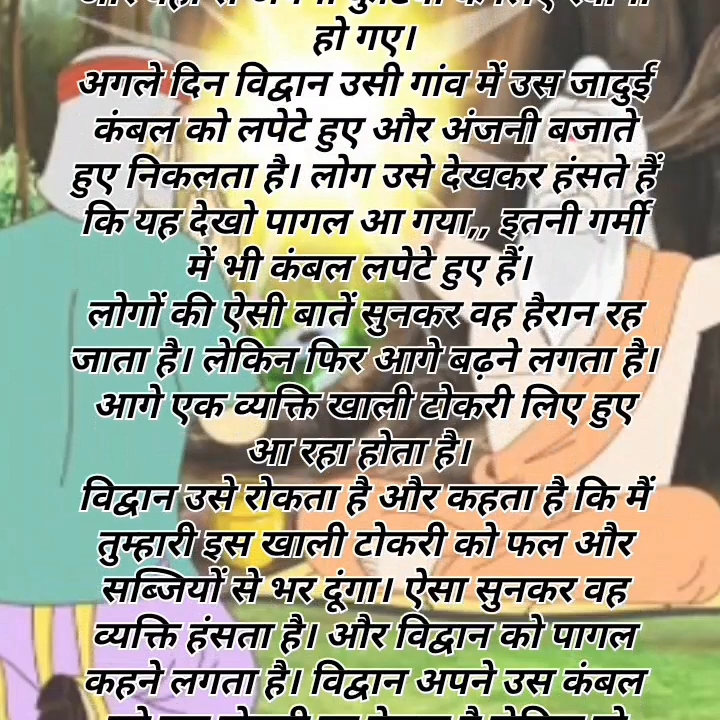 हो गए।
अगले दिन विद्वान उसी गांव में उस जादुई
कंबल को लपेटे हुए और अंजनी बजाते
हुए निकलता है। लोग उसे देखकर हंसते हैं
कि यह देखो पागल आ गया,, इतनी गर्मी
में भी कंबल लपेटे हुए हैं।
लोगों की ऐसी बातें सुनकर वह हैरान रह
जाता है। लेकिन फिर आगे बढ़ने लगता है।
आगे एक व्यक्ति खाली टोकरी लिए हुए
आ रहा होता है।
विद्वान उसे रोकता है और कहता है कि मैं
तुम्हारी इस खाली टोकरी को फल और
सब्जियों से भर दूंगा। ऐसा सुनकर वह
व्यक्ति हंसता है। और विद्वान को पागल
कहने लगता है। विद्वान अपने उस कंबल